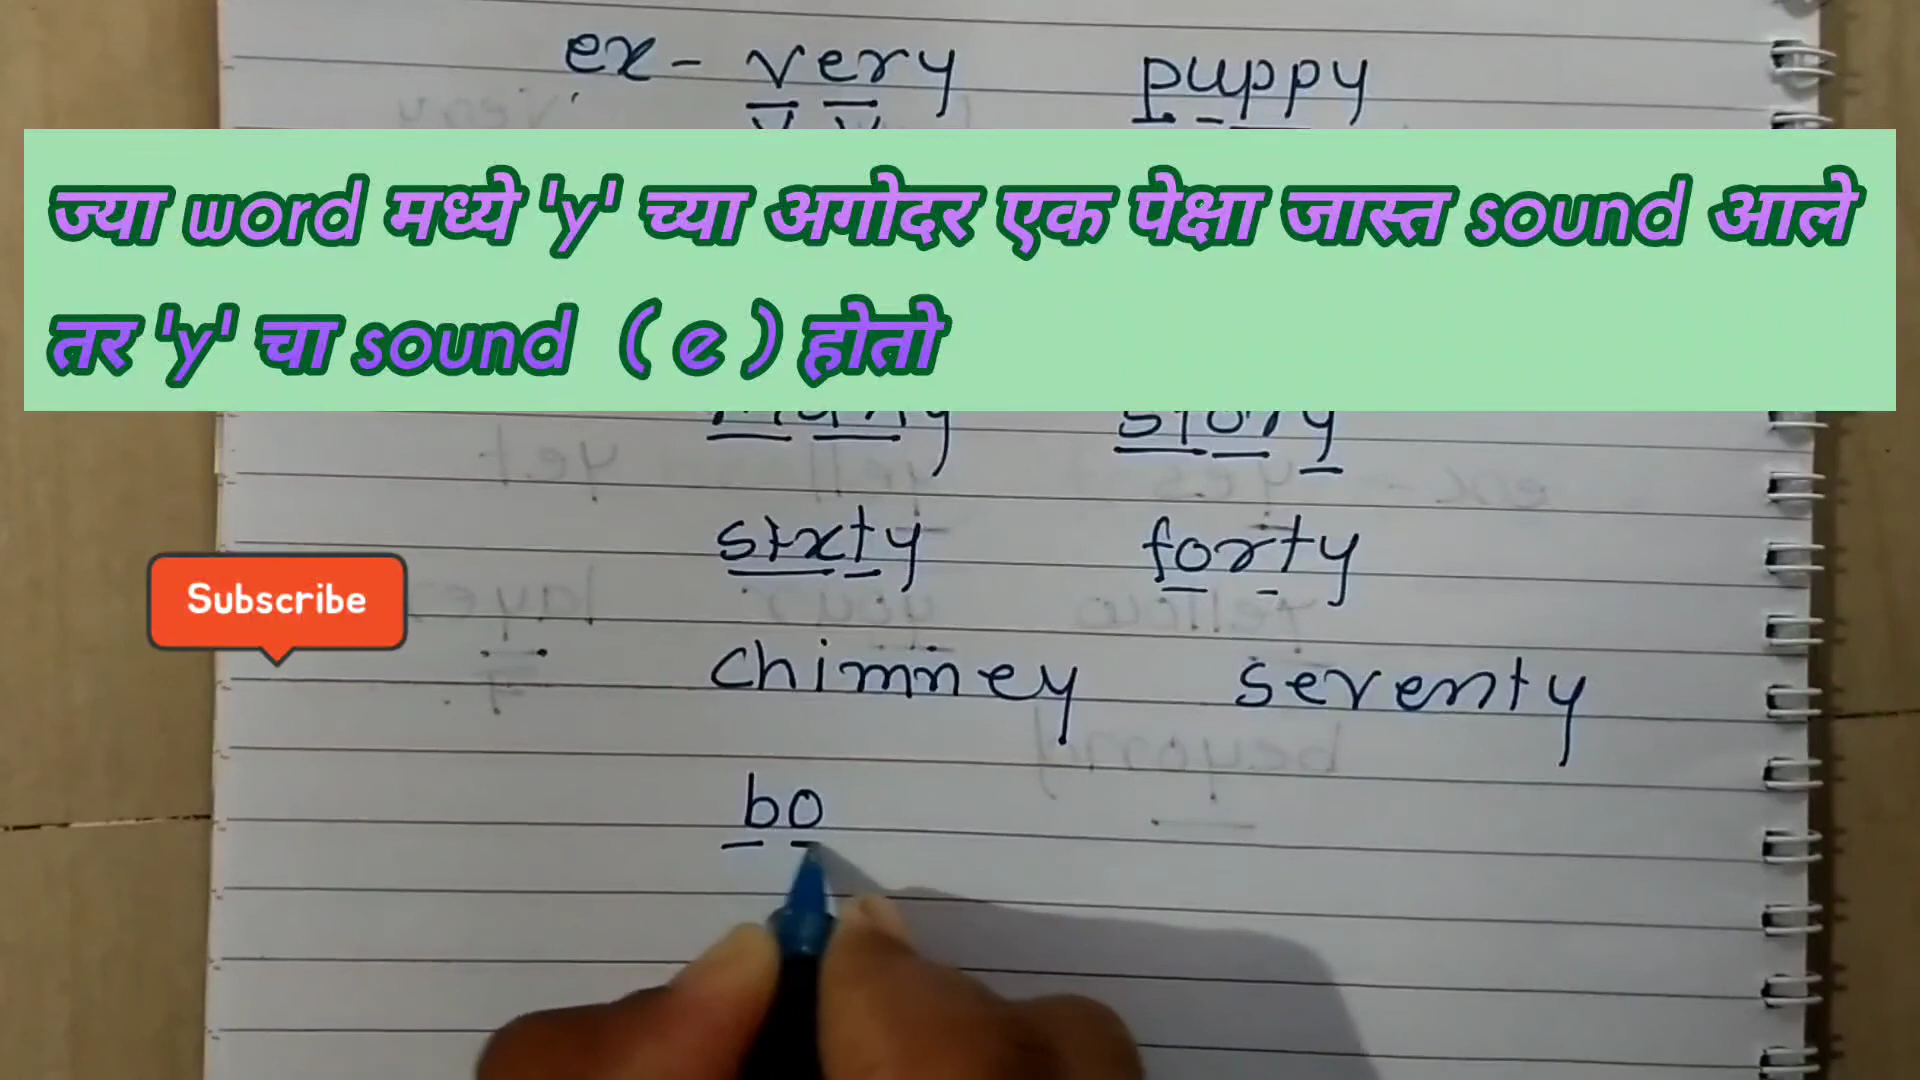 ex - very puppy
ज्या word मध्ये 'y' च्या अगोदर एक पेक्षा जास्त sound आले
तर 'y' चा sound ( e ) होतो
many story
sixty forty
Subscribe
chimney seventy
bo